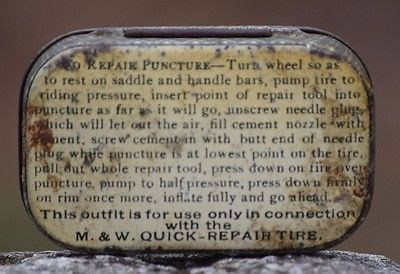 TO REPAIR PUNCTURE—Turn wheel so as
to rest on saddle and handle bars, pump tire to
riding pressure, insert point of repair tool into
puncture as far as it will go, unscrew needle plug,
which will let out the air, fill cement nozzle with
cement, screw cement in with butt end of needle
plug while puncture is at lowest point on the tire,
pull out whole repair tool, press down on tire over
puncture, pump to half pressure, press down firmly
on rim once more, inflate fully and go ahead.
This outfit is for use only in connection
with the
M. & W. QUICK-REPAIR TIRE.